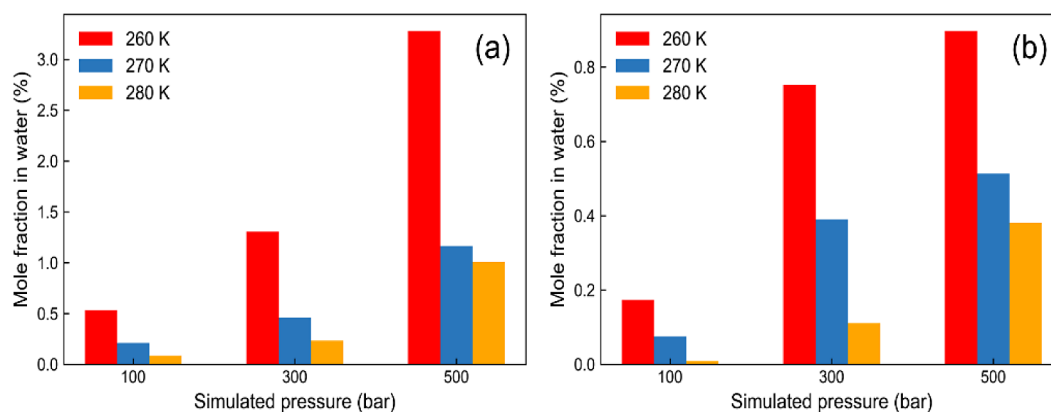 (a)
260 K
270 K
280 K
Mole fraction in water (%)
3.0
2.5
2.0
1.5
1.0
0.5
0.0
100
300
500
Simulated pressure (bar)
(b)
260 K
270 K
280 K
Mole fraction in water (%)
0.8
0.6
0.4
0.2
0.0
100
300
500
Simulated pressure (bar)